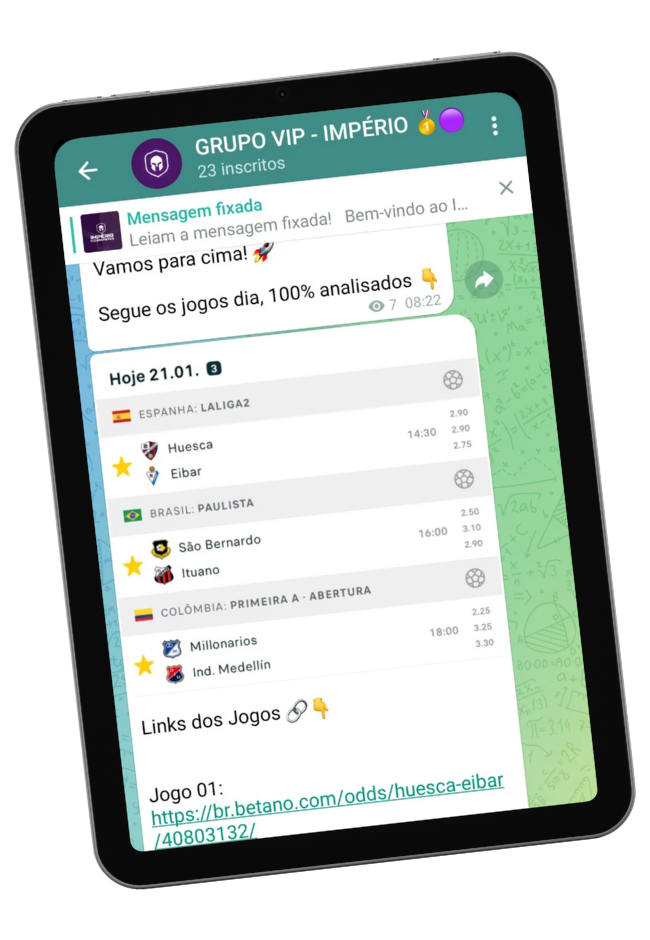 GRUPO VIP - IMPÉRIO 🏅🟣
23 inscritos
Mensagem fixada
Leiam a mensagem fixada! Bem-vindo ao I...
IMPÉRIO
Vamos para cima! 🚀
Segue os jogos dia, 100% analisados 👇
7 08:22
Hoje 21.01. 3
ESPANHA: LALIGA2
Huesca
Eibar
14:30
2.90
2.90
2.75
BRASIL: PAULISTA
São Bernardo
Ituano
16:00
2.50
3.10
2.90
COLÔMBIA: PRIMEIRA A - ABERTURA
Millonarios
Ind. Medellín
18:00
2.25
3.25
3.30
Links dos Jogos 🔗👇
Jogo 01:
https://br.betano.com/odds/huesca-eibar
/40803132/